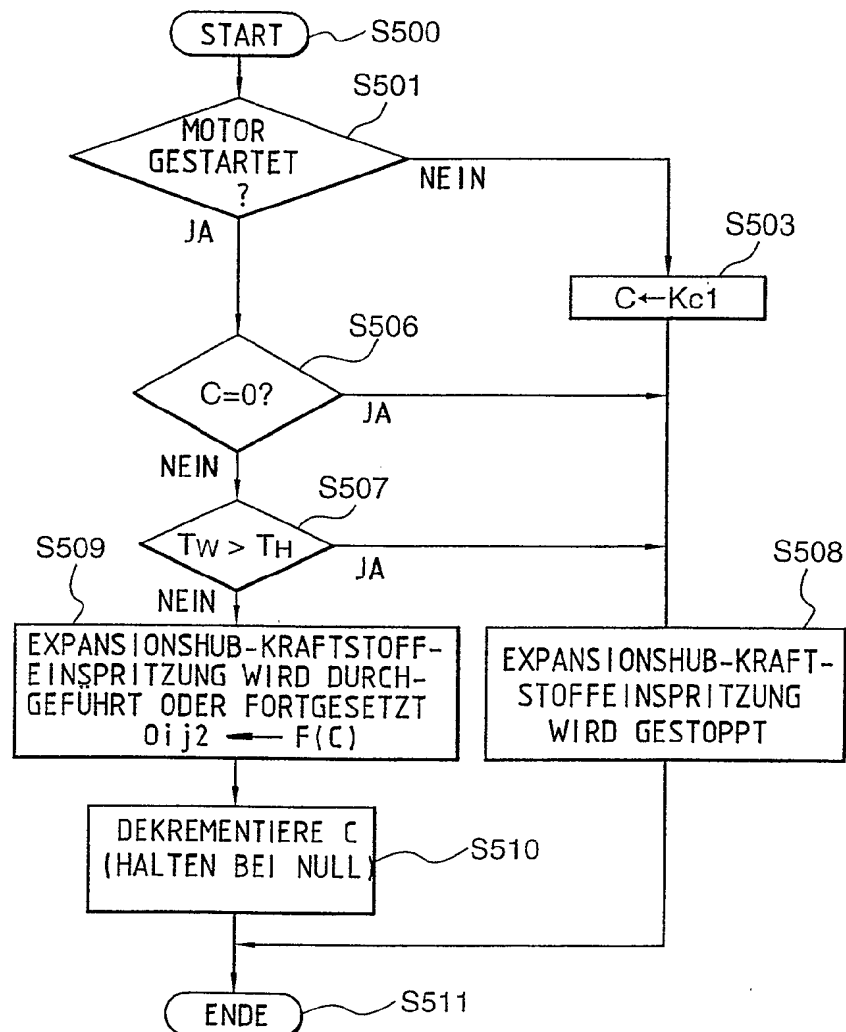 START
S500
S501
MOTOR
GESTARTET
?
NEIN
JA
S503
C←Kc1
S506
C=0?
JA
NEIN
S507
TW > TH
JA
NEIN
S509
EXPANSIONSHUB-KRAFTSTOFF-
EINSPRITZUNG WIRD DURCH-
GEFÜHRT ODER FORTGESETZT
Oij2 ← F(C)
S508
EXPANSIONSHUB-KRAFT-
STOFFEINSPRITZUNG
WIRD GESTOPPT
DEKREMENTIERE C
(HALTEN BEI NULL)
S510
ENDE
S511